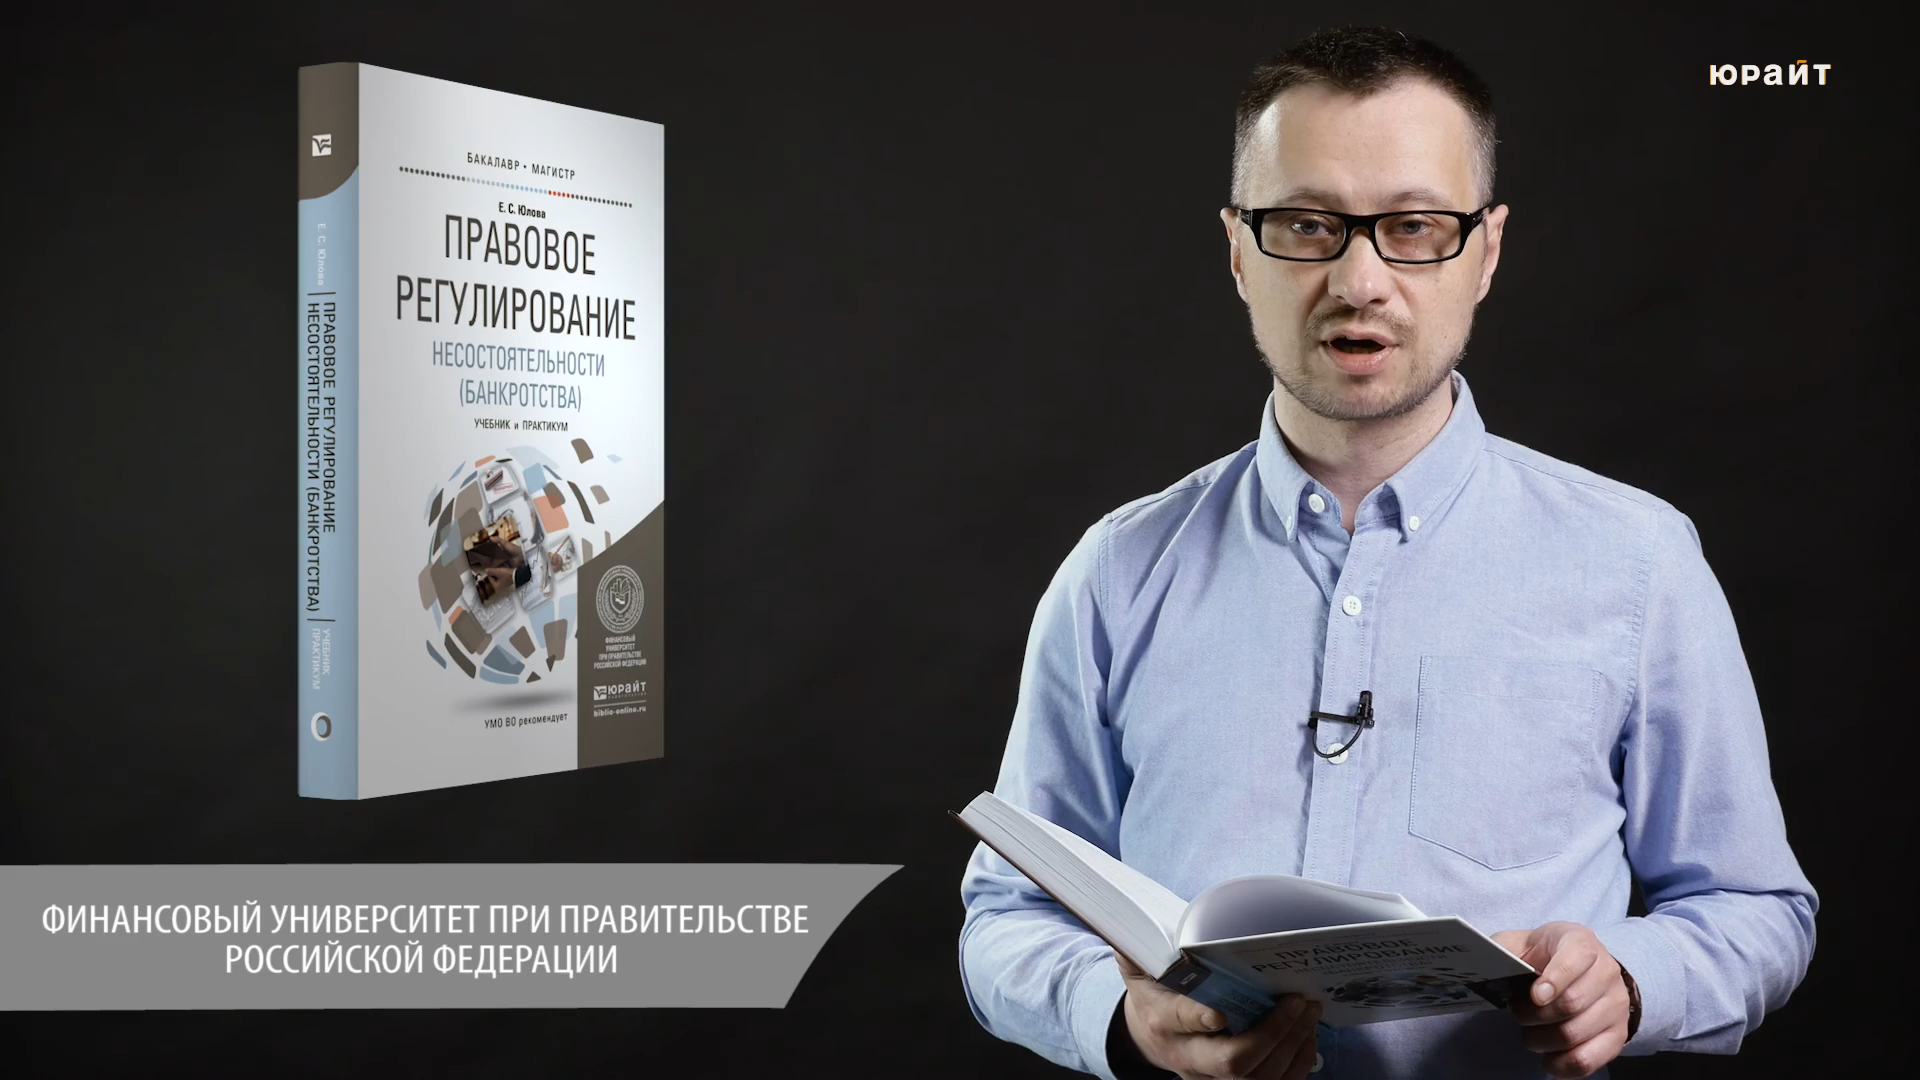 ЮРАЙТ
БАКАЛАВР • МАГИСТР
Е. С. Юлова
ПРАВОВОЕ
РЕГУЛИРОВАНИЕ
НЕСОСТОЯТЕЛЬНОСТИ
(БАНКРОТСТВА)
УЧЕБНИК и ПРАКТИКУМ
ФИНАНСОВЫЙ
УНИВЕРСИТЕТ
ПРИ ПРАВИТЕЛЬСТВЕ
РОССИЙСКОЙ ФЕДЕРАЦИИ
ЮРАЙТ
biblio-online.ru
УМО ВО рекомендует
Е. С. Юлова
ПРАВОВОЕ РЕГУЛИРОВАНИЕ
НЕСОСТОЯТЕЛЬНОСТИ (БАНКРОТСТВА)
УЧЕБНИК
ПРАКТИКУМ
ФИНАНСОВЫЙ УНИВЕРСИТЕТ ПРИ ПРАВИТЕЛЬСТВЕ
РОССИЙСКОЙ ФЕДЕРАЦИИ
ПРАВОВОЕ
РЕГУЛИРОВАНИЕ
НЕСОСТОЯТЕЛЬНОСТИ
(БАНКРОТСТВА)